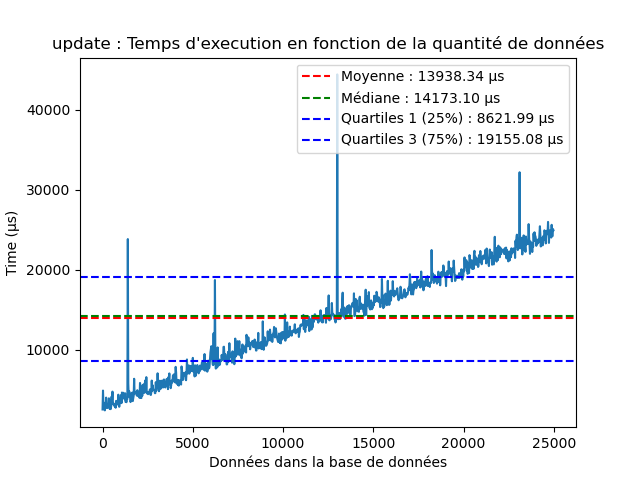 update : Temps d'execution en fonction de la quantité de données
Moyenne : 13938.34 µs
Médiane : 14173.10 µs
Quartiles 1 (25%) : 8621.99 µs
Quartiles 3 (75%) : 19155.08 µs
Time (µs)
40000
30000
20000
10000
0 5000 10000 15000 20000 25000
Données dans la base de données